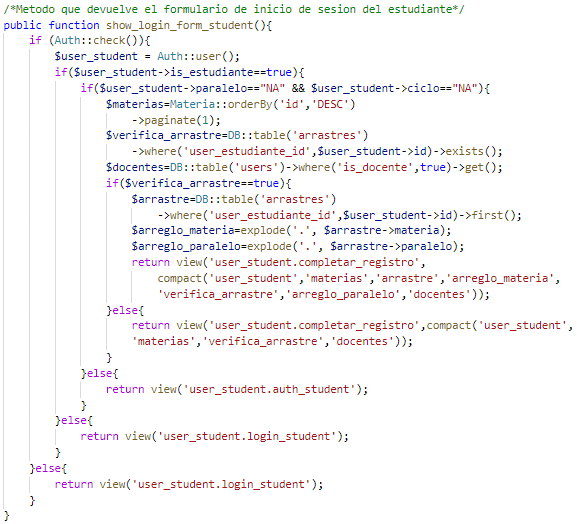 /*Metodo que devuelve el formulario de inicio de sesion del estudiante*/
public function show_login_form_student(){
    if (Auth::check()){
        $user_student = Auth::user();
        if($user_student->is_estudiante==true){
            if($user_student->paralelo=="NA" && $user_student->ciclo=="NA"){
                $materias=Materia::orderBy('id','DESC')
                    ->paginate(1);
                $verifica_arrastre=DB::table('arrastres')
                    ->where('user_estudiante_id',$user_student->id)->exists();
                $docentes=DB::table('users')->where('is_docente',true)->get();
                if($verifica_arrastre==true){
                    $arrastre=DB::table('arrastres')
                        ->where('user_estudiante_id',$user_student->id)->first();
                    $arreglo_materia=explode('.', $arrastre->materia);
                    $arreglo_paralelo=explode('.', $arrastre->paralelo);
                    return view('user_student.completar_registro',
                        compact('user_student','materias','arrastre','arreglo_materia',
                        'verifica_arrastre','arreglo_paralelo','docentes'));
                }else{
                    return view('user_student.completar_registro',compact('user_student',
                    'materias','verifica_arrastre','docentes'));
                }
            }else{
                return view('user_student.auth_student');
            }
        }else{
            return view('user_student.login_student');
        }
    }else{
        return view('user_student.login_student');
    }
}